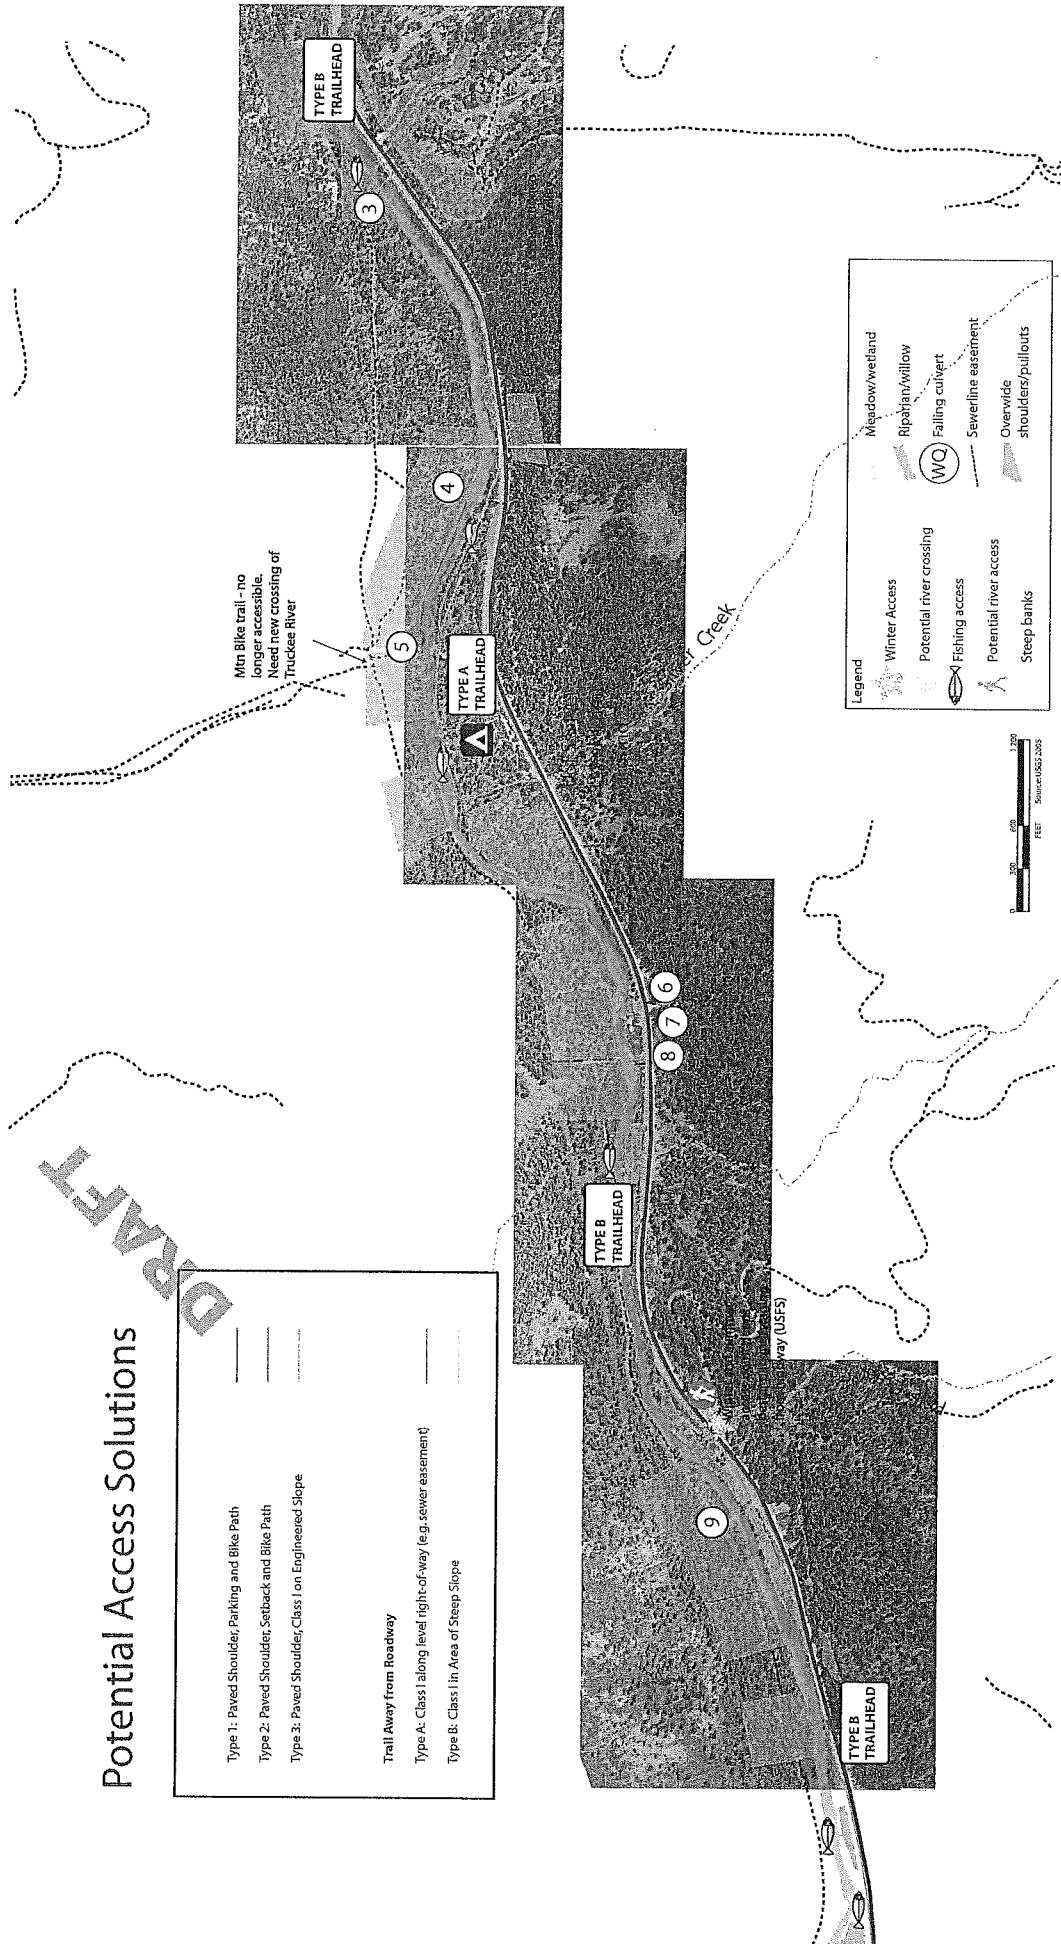 Potential Access Solutions
DRAFT
Type 1: Paved Shoulder, Parking and Bike Path
Type 2: Paved Shoulder, Setback and Bike Path
Type 3: Paved Shoulder, Class I on Engineered Slope
Trail Away from Roadway
Type A: Class I along level right-of-way (e.g. sewer easement)
Type B: Class I in Area of Steep Slope
Mtn Bike trail - no
longer accessible.
Need new crossing of
Truckee River
TYPE B
TRAILHEAD
3
4
5
TYPE A
TRAILHEAD
6
7
8
TYPE B
TRAILHEAD
9
TYPE B
TRAILHEAD
Creek
(USFS)
Legend
Winter Access
Potential river crossing
Fishing access
Potential river access
Steep banks
Meadow/wetland
Riparian/willow
WQ Failing culvert
Sewerline easement
Overwide
shoulders/pullouts
0 300 600 1,200
FEET
Source: USGS 2005